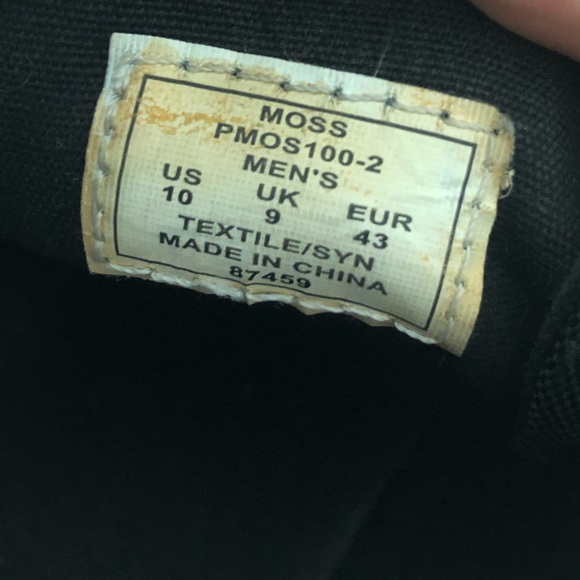 MOSS
PMOS100-2
MEN'S
US UK EUR
10 9 43
TEXTILE/SYN
MADE IN CHINA
87459